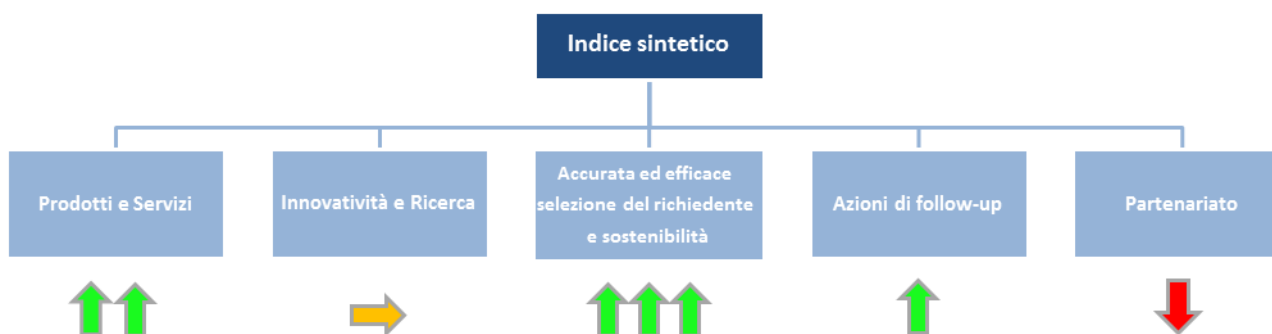 Indice sintetico
Prodotti e Servizi
Innovatività e Ricerca
Accurata ed efficace
selezione del richiedente
e sostenibilità
Azioni di follow-up
Partenariato